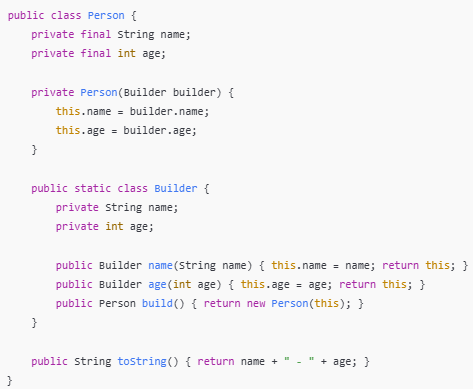 public class Person {
    private final String name;
    private final int age;

    private Person(Builder builder) {
        this.name = builder.name;
        this.age = builder.age;
    }

    public static class Builder {
        private String name;
        private int age;

        public Builder name(String name) { this.name = name; return this; }
        public Builder age(int age) { this.age = age; return this; }
        public Person build() { return new Person(this); }
    }

    public String toString() { return name + " - " + age; }
}